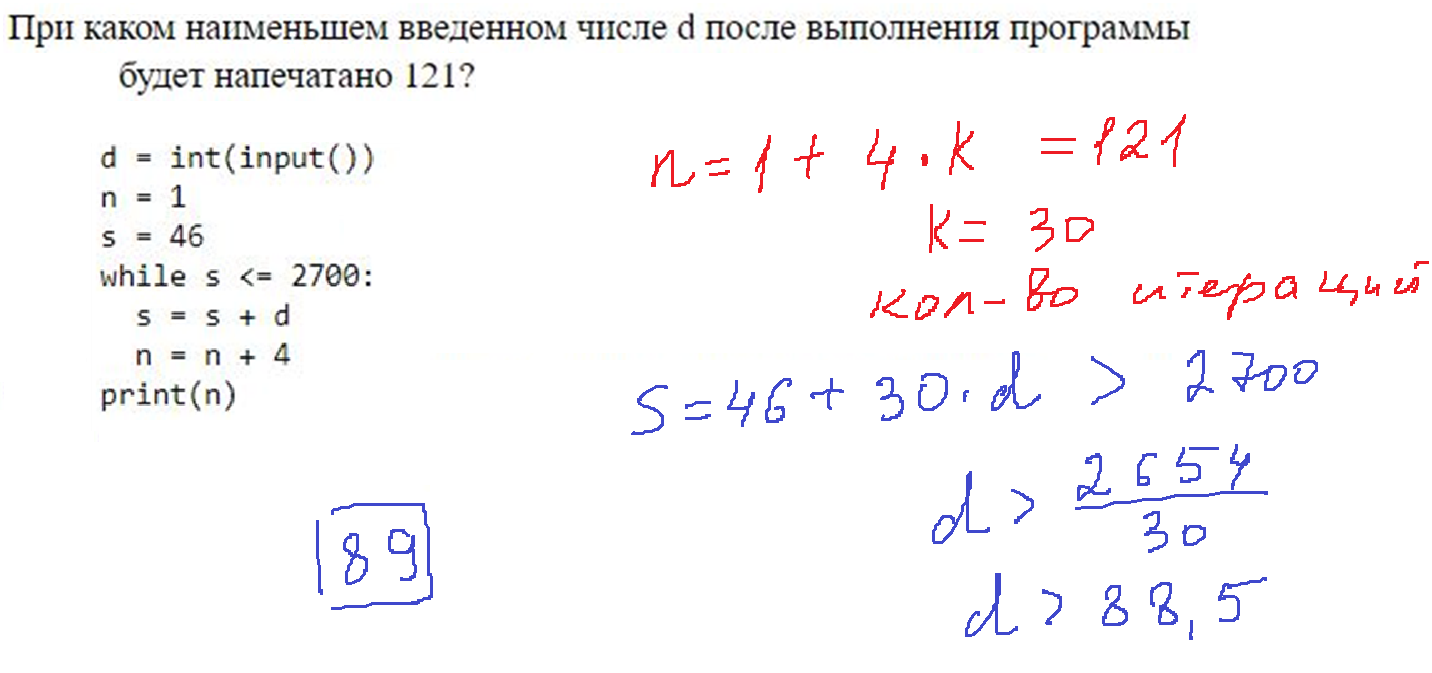 При каком наименьшем введенном числе d после выполнения программы
будет напечатано 121?
d = int(input())
n = 1
s = 46
while s <= 2700:
s = s + d
n = n + 4
print(n)
n = 1 + 4 · k = 121
k = 30
кол-во итераций
S = 46 + 30 · d > 2700
d > 2654
30
d > 88,5
89